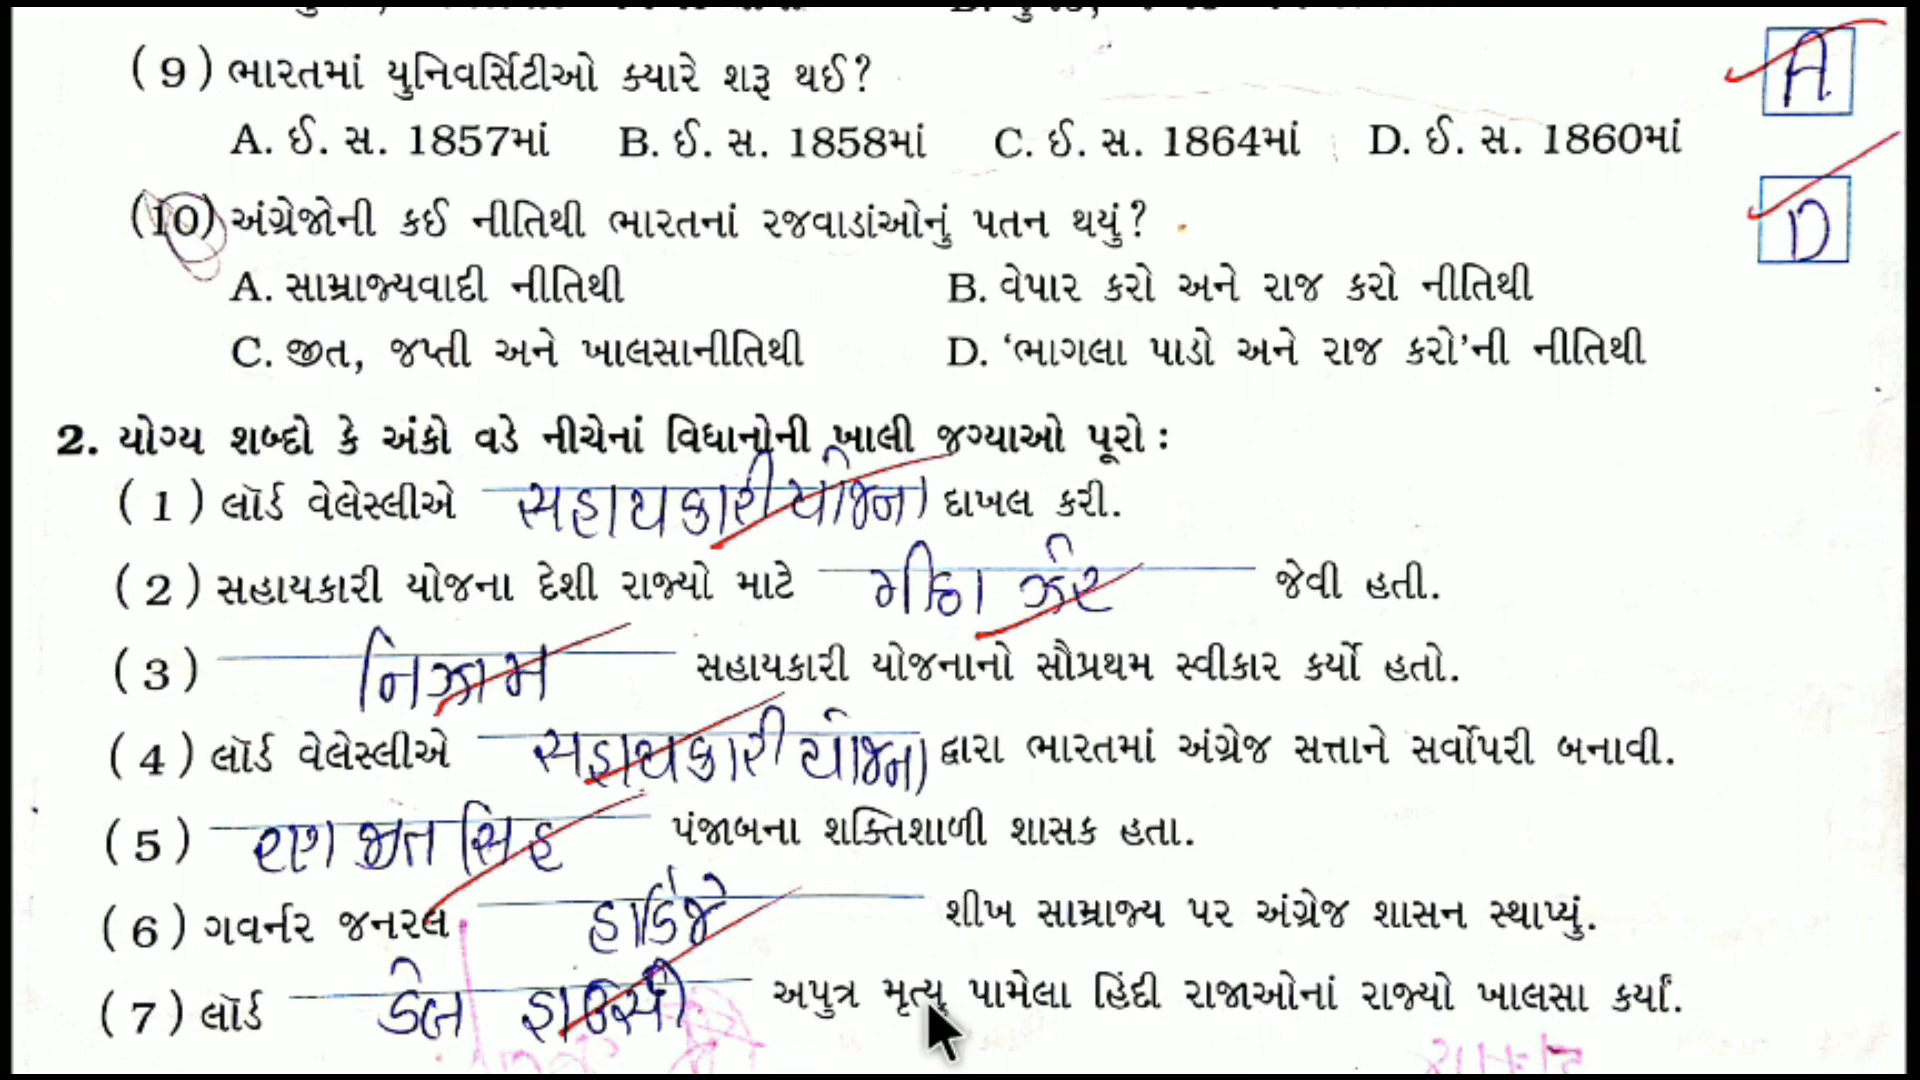 (9) ભારતમાં યુનિવર્સિટીઓ ક્યારે શરૂ થઈ? A
A. ઈ. સ. 1857માં B. ઈ. સ. 1858માં C. ઈ. સ. 1864માં D. ઈ. સ. 1860માં
(10) અંગ્રેજોની કઈ નીતિથી ભારતનાં રજવાડાંઓનું પતન થયું? D
A. સામ્રાજ્યવાદી નીતિથી B. વેપાર કરો અને રાજ કરો નીતિથી
C. જીત, જપ્તી અને ખાલસાનીતિથી D. ‘ભાગલા પાડો અને રાજ કરો’ની નીતિથી
2. યોગ્ય શબ્દો કે અંકો વડે નીચેનાં વિધાનોની ખાલી જગ્યાઓ પૂરો :
(1) લૉર્ડ વેલેસ્લીએ સહાયકારી યોજના દાખલ કરી.
(2) સહાયકારી યોજના દેશી રાજ્યો માટે મીઠા ઝેર જેવી હતી.
(3) નિઝામ સહાયકારી યોજનાનો સૌપ્રથમ સ્વીકાર કર્યો હતો.
(4) લૉર્ડ વેલેસ્લીએ સહાયકારી યોજના દ્વારા ભારતમાં અંગ્રેજ સત્તાને સર્વોપરી બનાવી.
(5) રણજીતસિંહ પંજાબના શક્તિશાળી શાસક હતા.
(6) ગવર્નર જનરલ હાર્ડિંજે શીખ સામ્રાજ્ય પર અંગ્રેજ શાસન સ્થાપ્યું.
(7) લૉર્ડ ડેલહાઉસી અપુત્ર મૃત્યુ પામેલા હિંદી રાજાઓનાં રાજ્યો ખાલસા કર્યાં.